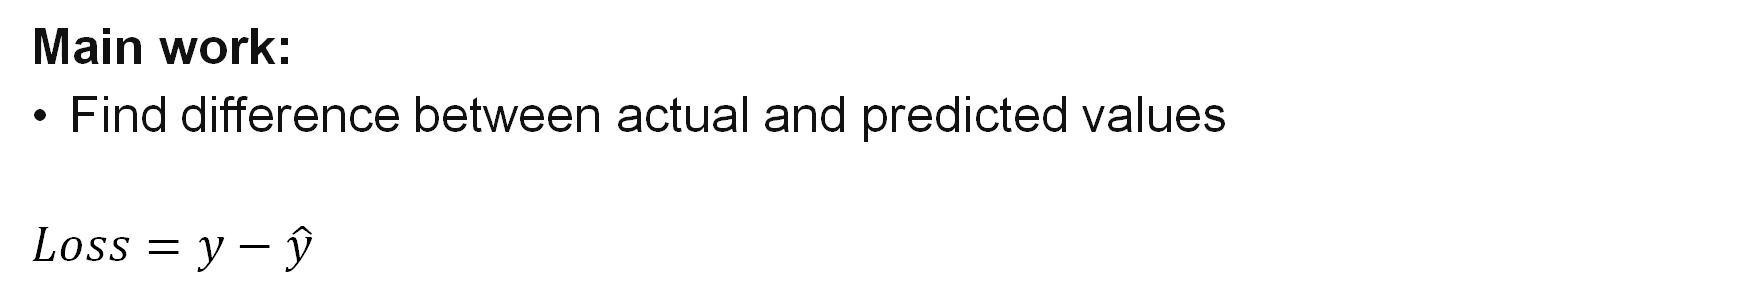 Main work:
• Find difference between actual and predicted values
Loss = y − ŷ